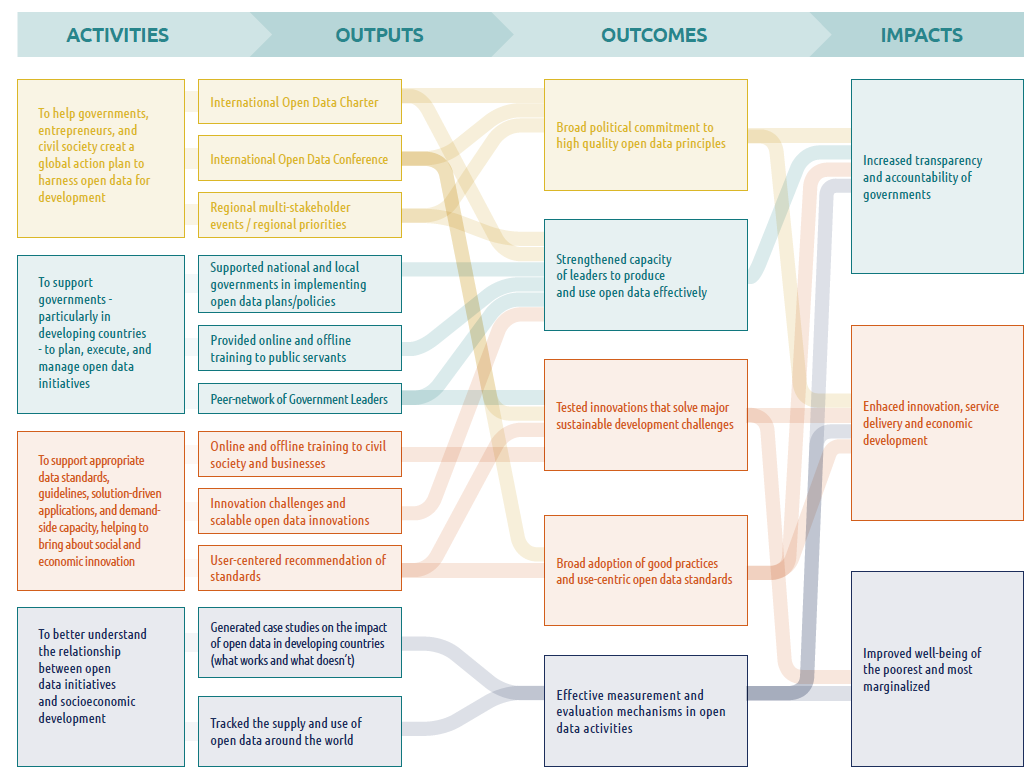 ACTIVITIES
OUTPUTS
OUTCOMES
IMPACTS
To help governments,
entrepreneurs, and
civil society creat a
global action plan to
harness open data for
development
To support
governments -
particularly in
developing countries
- to plan, execute, and
manage open data
initiatives
To support appropriate
data standards,
guidelines, solution-driven
applications, and demand-
side capacity, helping to
bring about social and
economic innovation
To better understand
the relationship
between open
data initiatives
and socioeconomic
development
International Open Data Charter
International Open Data Conference
Regional multi-stakeholder
events / regional priorities
Supported national and local
governments in implementing
open data plans/policies
Provided online and offline
training to public servants
Peer-network of Government Leaders
Online and offline training to civil
society and businesses
Innovation challenges and
scalable open data innovations
User-centered recommendation of
standards
Generated case studies on the impact
of open data in developing countries
(what works and what doesn't)
Tracked the supply and use of
open data around the world
Broad political commitment to
high quality open data principles
Strengthened capacity
of leaders to produce
and use open data effectively
Tested innovations that solve major
sustainable development challenges
Broad adoption of good practices
and use-centric open data standards
Effective measurement and
evaluation mechanisms in open
data activities
Increased transparency
and accountability of
governments
Enhaced innovation, service
delivery and economic
development
Improved well-being of
the poorest and most
marginalized